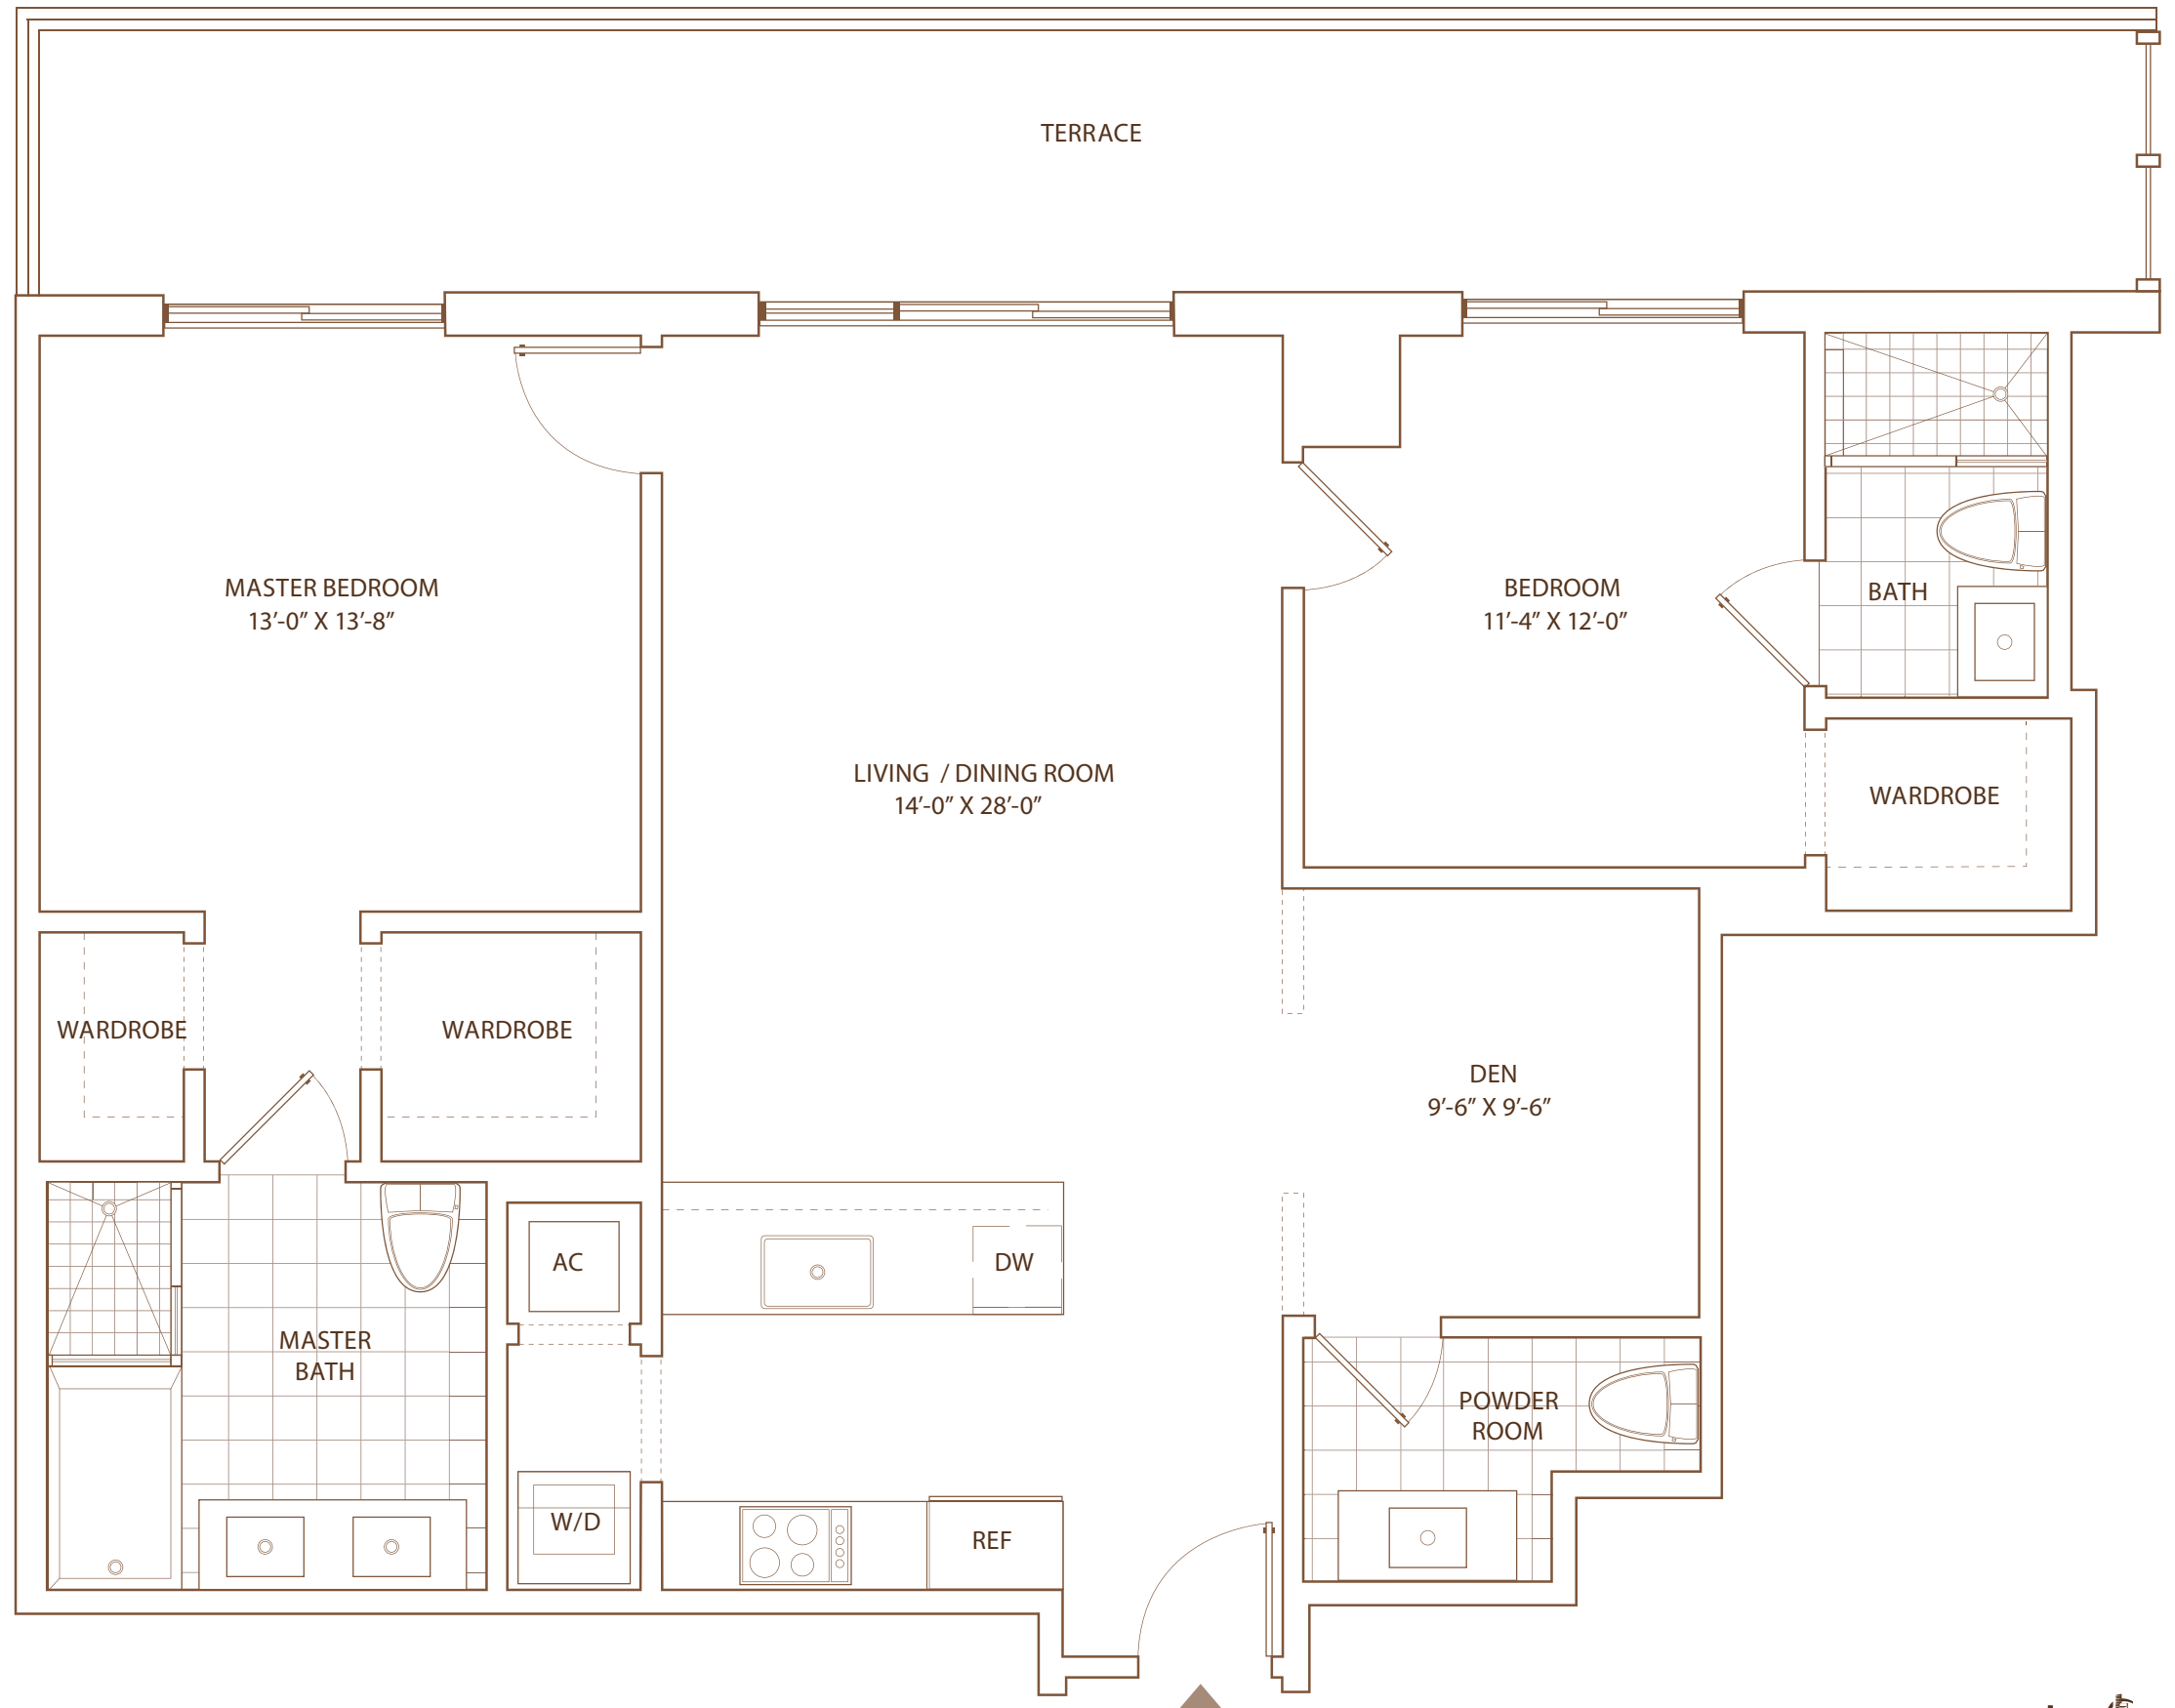 TERRACE
MASTER BEDROOM
13’-0” X 13’-8”
BEDROOM
11’-4” X 12’-0”
BATH
LIVING / DINING ROOM
14’-0” X 28’-0”
WARDROBE
WARDROBE
WARDROBE
DEN
9’-6” X 9’-6”
AC
DW
MASTER
BATH
POWDER
ROOM
W/D
REF